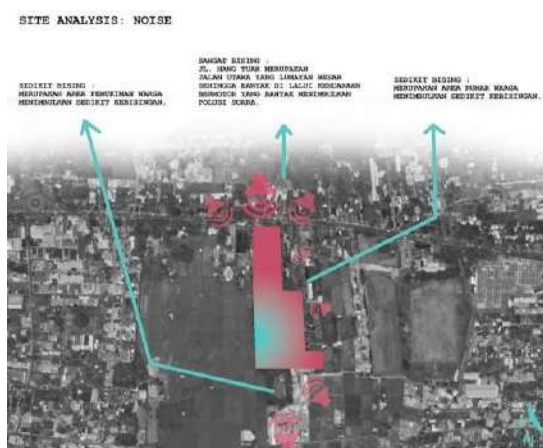 SITE ANALYSIS: NOISE
SANGAT BISING :
JL. HANG TUAH MERUPAKAN
JALAN UTAMA YANG LUMAYAN BESAR
SEHINGGA BANYAK DI LALUI KENDARAAN
BERMOTOR YANG BANYAK MENIMBULKAN
POLUSI SUARA.
SEDIKIT BISING :
MERUPAKAN AREA PEMUKIMAN WARGA
MENIMBULKAN SEDIKIT KEBISINGAN.
SEDIKIT BISING :
MERUPAKAN AREA RUMAH WARGA
MENIMBULKAN SEDIKIT KEBISINGAN.